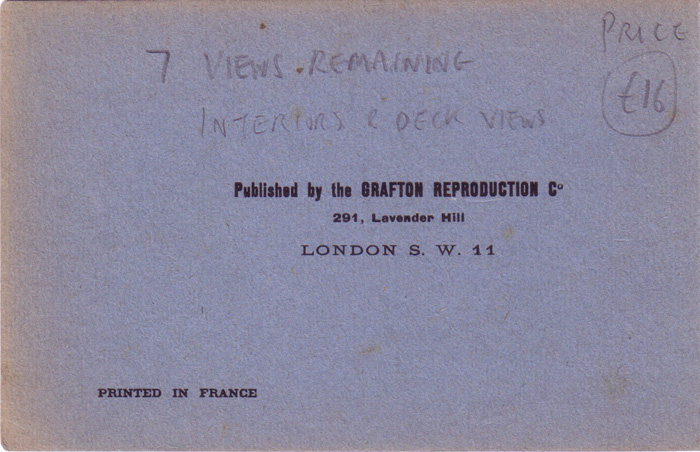 PRICE
£16
7 VIEWS REMAINING
INTERIORS & DECK VIEWS
Published by the GRAFTON REPRODUCTION Cº
291, Lavender Hill
LONDON S. W. 11
PRINTED IN FRANCE